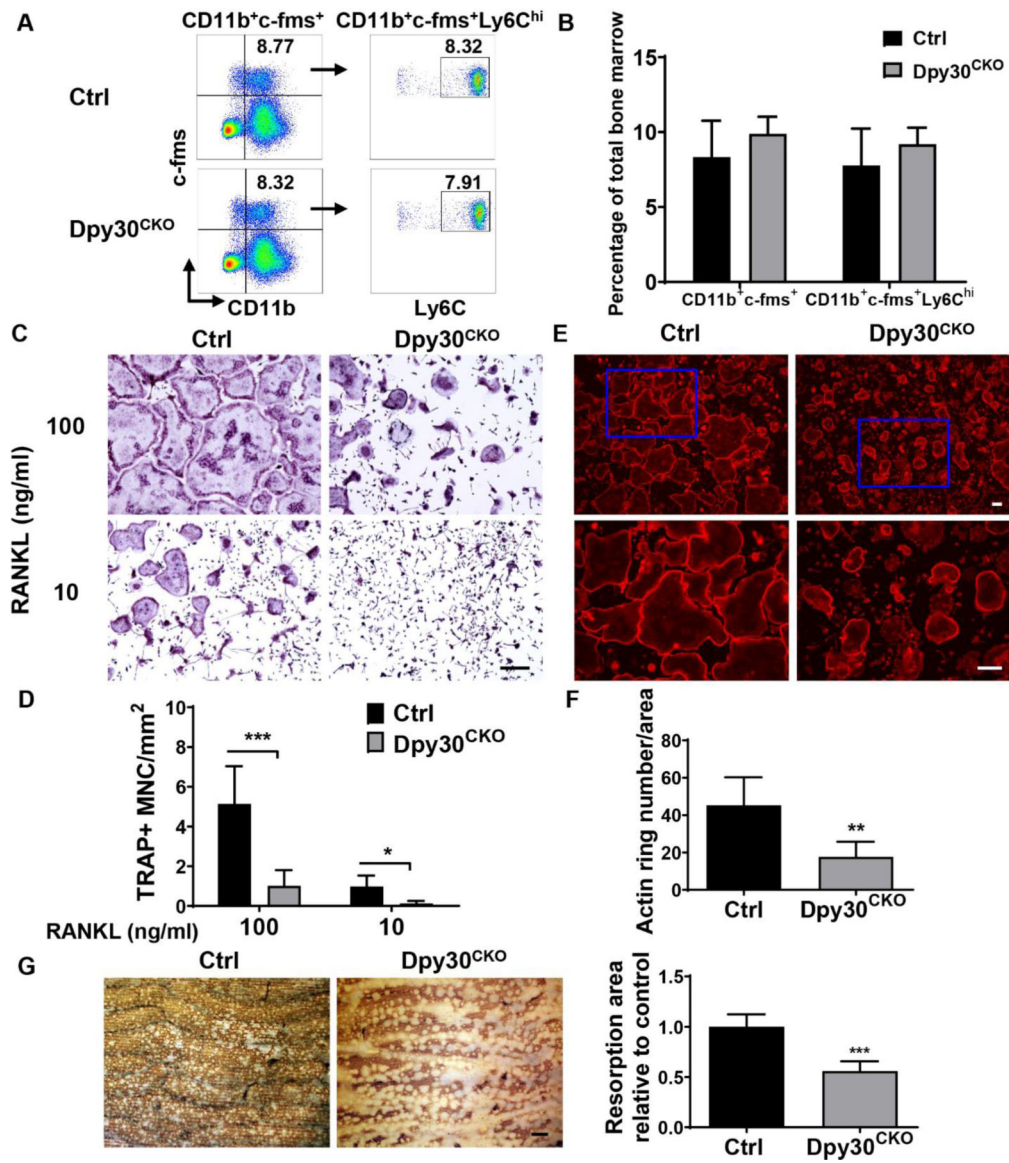 A
CD11b⁺c-fms⁺
CD11b⁺c-fms⁺Ly6Cʰⁱ
8.77
8.32
Ctrl
c-fms
8.32
7.91
Dpy30ᶜᴷᴼ
CD11b
Ly6C
B
Ctrl
Dpy30ᶜᴷᴼ
Percentage of total bone marrow
15
10
5
0
CD11b⁺c-fms⁺
CD11b⁺c-fms⁺Ly6Cʰⁱ
C
Ctrl
Dpy30ᶜᴷᴼ
RANKL (ng/ml)
100
10
E
Ctrl
Dpy30ᶜᴷᴼ
D
TRAP+ MNC/mm²
10
8
6
4
2
0
***
*
Ctrl
Dpy30ᶜᴷᴼ
RANKL (ng/ml)
100
10
F
Actin ring number/area
80
60
40
20
0
**
Ctrl
Dpy30ᶜᴷᴼ
G
Ctrl
Dpy30ᶜᴷᴼ
Resorption area
relative to control
1.5
1.0
0.5
0.0
***
Ctrl
Dpy30ᶜᴷᴼ